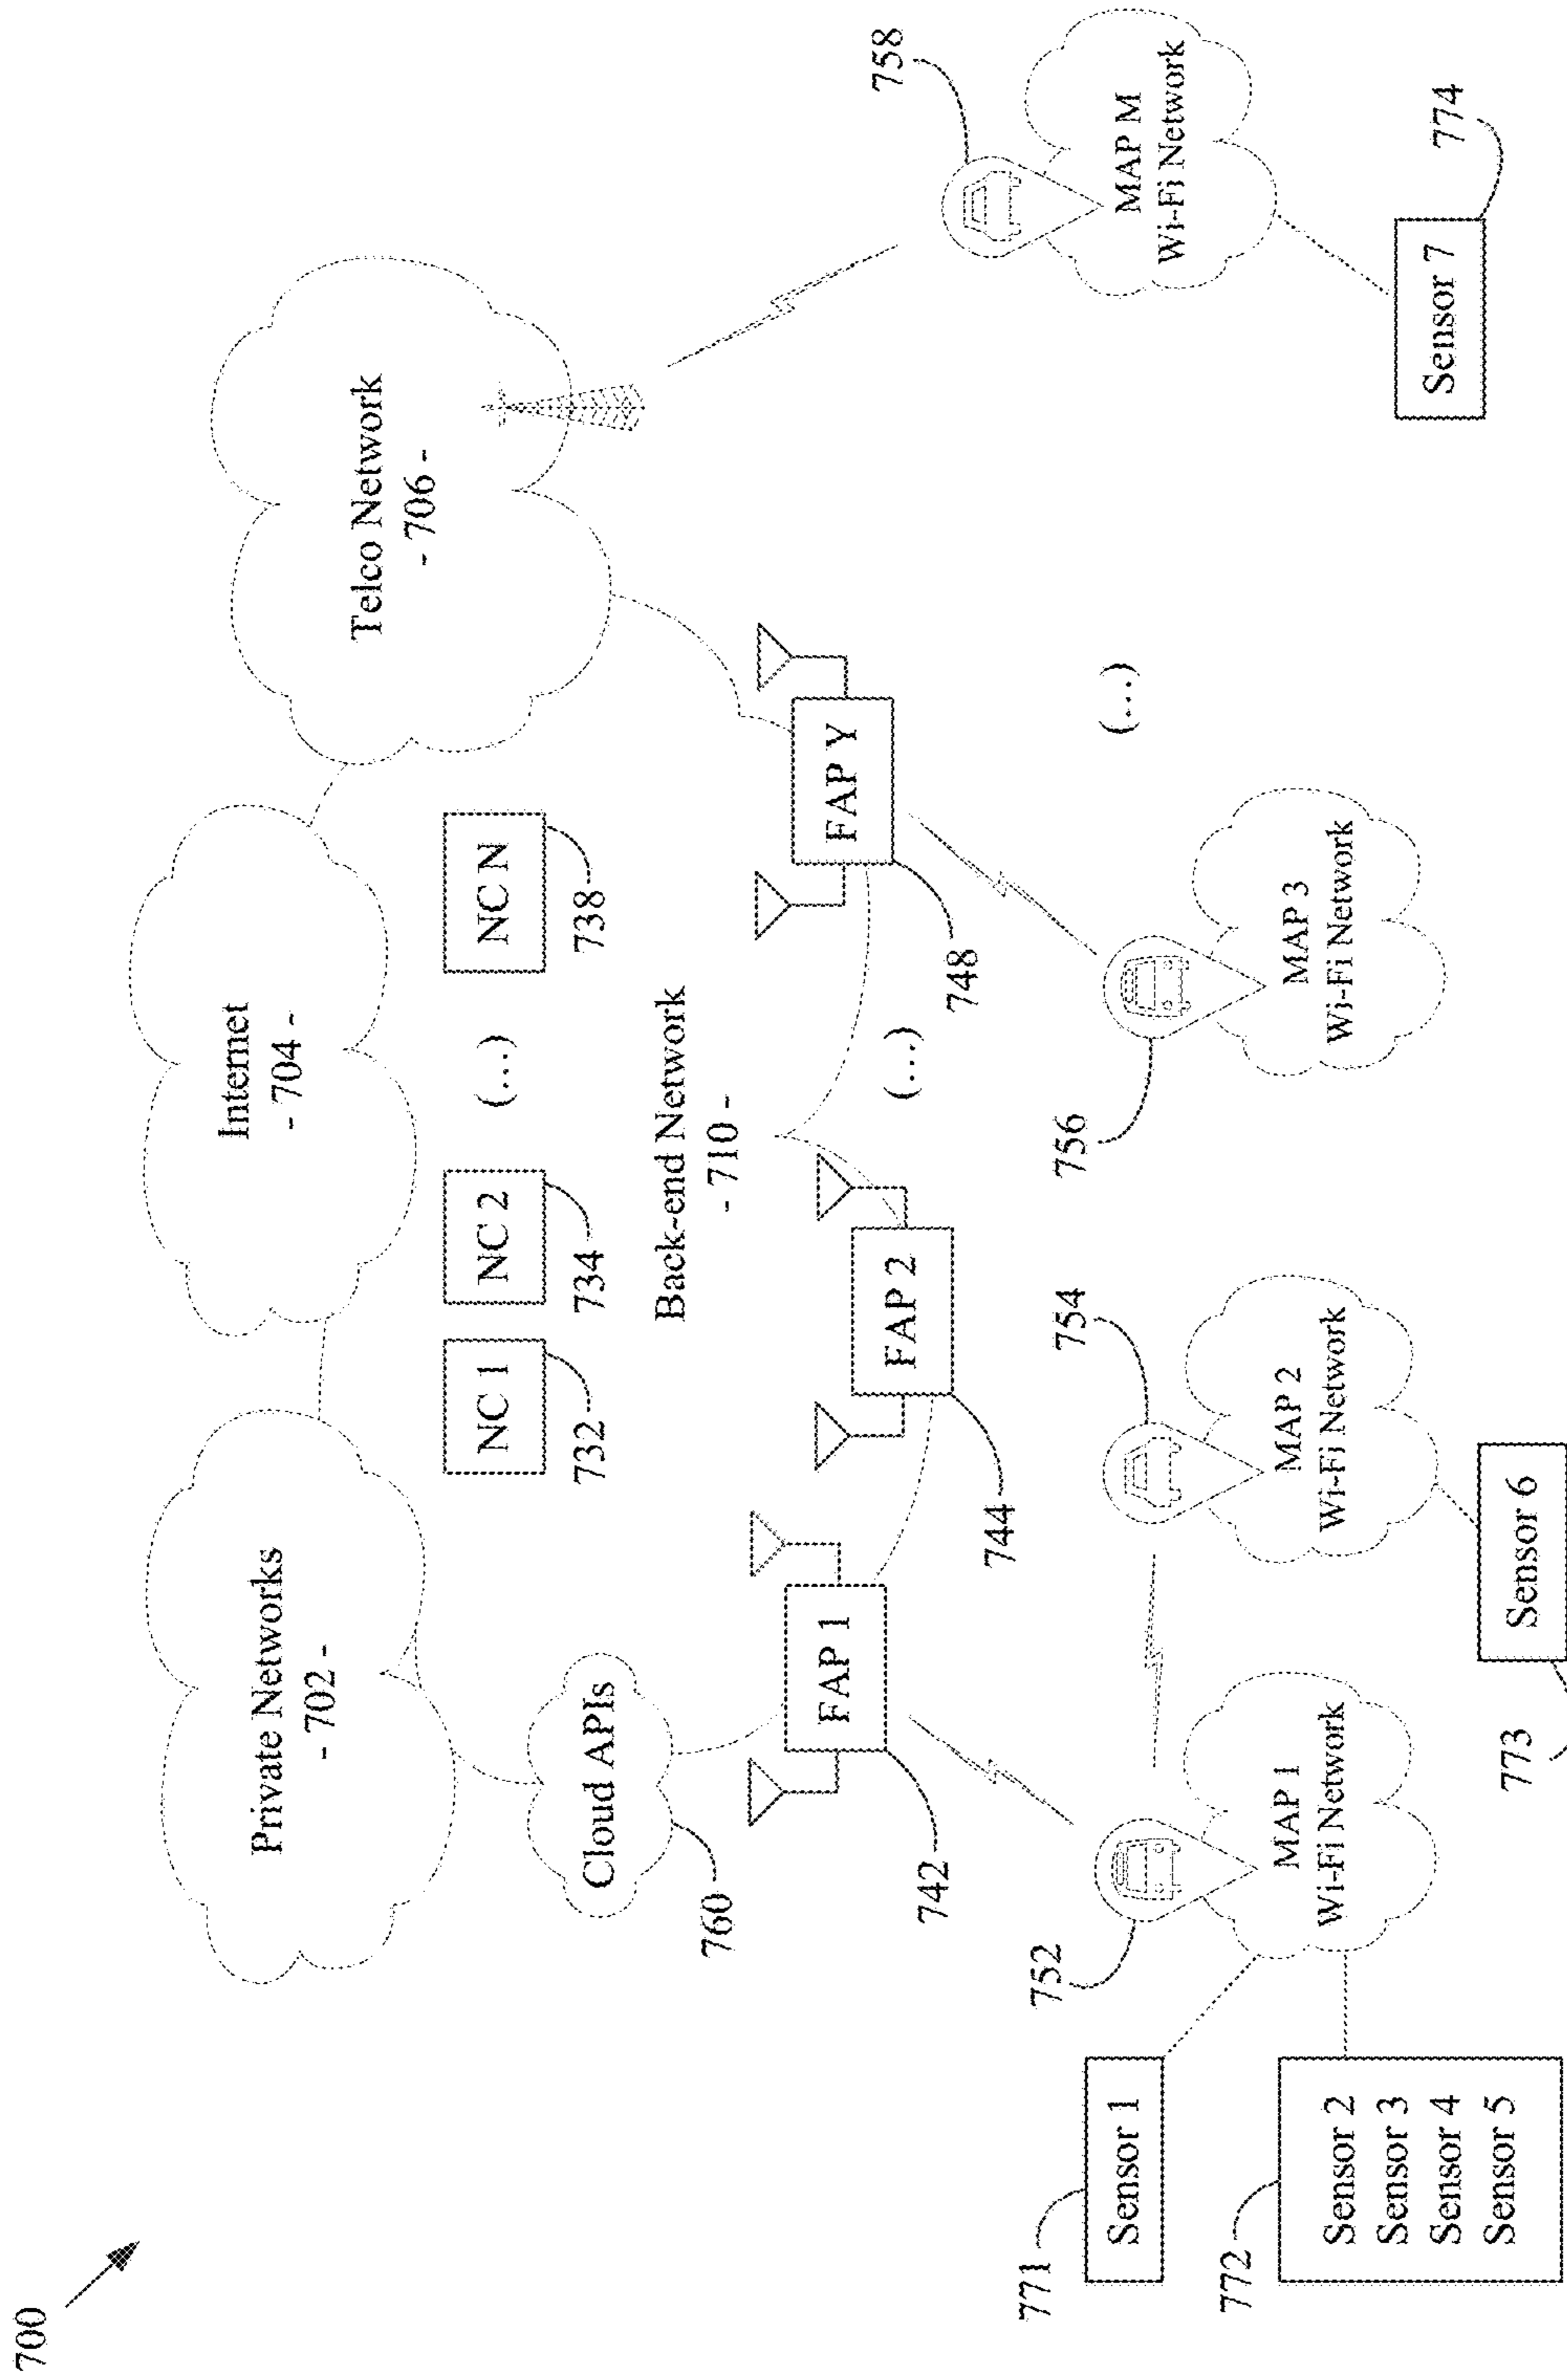 700
Private Networks
- 702 -
Internet
- 704 -
Telco Network
- 706 -
NC 1
732
NC 2
734
(...)
NC N
738
Cloud APIs
760
Back-end Network
- 710 -
FAP 1
742
FAP 2
744
(...)
FAP Y
748
752
MAP 1
Wi-Fi Network
754
MAP 2
Wi-Fi Network
756
MAP 3
Wi-Fi Network
(...)
758
MAP M
Wi-Fi Network
771
Sensor 1
772
Sensor 2
Sensor 3
Sensor 4
Sensor 5
773
Sensor 6
Sensor 7
774